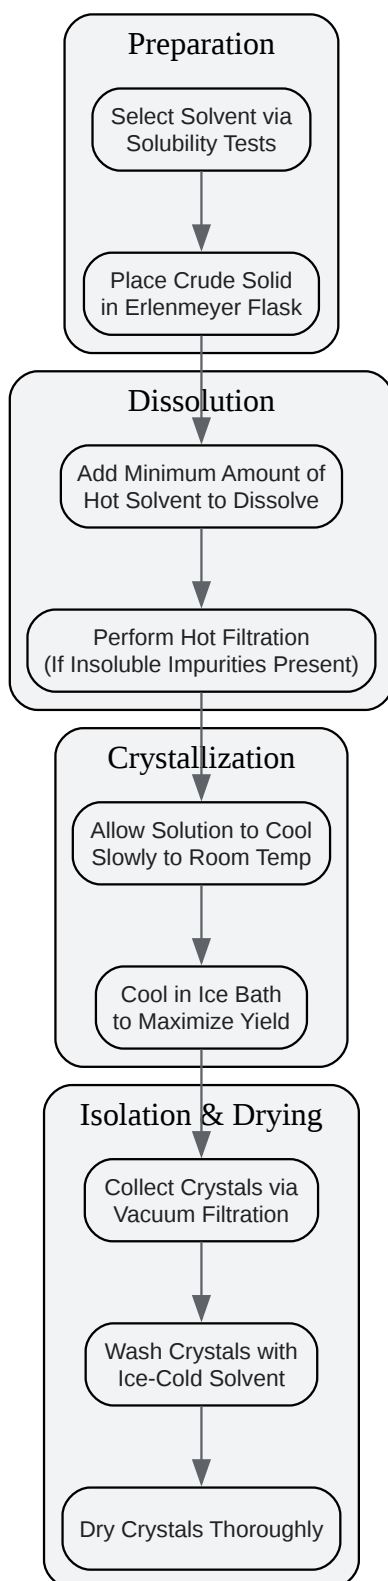 Preparation
Select Solvent via
Solubility Tests
Place Crude Solid
in Erlenmeyer Flask
Dissolution
Add Minimum Amount of
Hot Solvent to Dissolve
Perform Hot Filtration
(If Insoluble Impurities Present)
Crystallization
Allow Solution to Cool
Slowly to Room Temp
Cool in Ice Bath
to Maximize Yield
Isolation & Drying
Collect Crystals via
Vacuum Filtration
Wash Crystals with
Ice-Cold Solvent
Dry Crystals Thoroughly